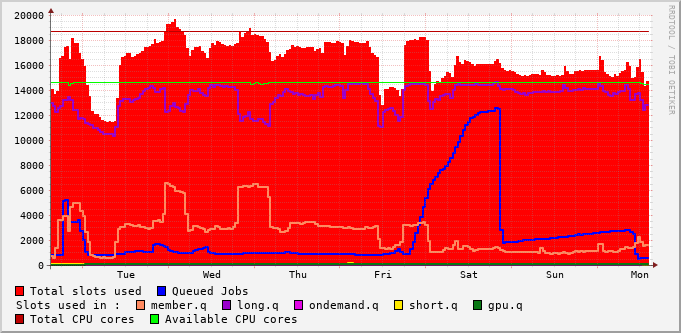 20000
18000
16000
14000
12000
10000
8000
6000
4000
2000
0
Tue Wed Thu Fri Sat Sun Mon
RRDTOOL / TOBI OETIKER
Total slots used Queued Jobs
Slots used in : member.q long.q ondemand.q short.q gpu.q
Total CPU cores Available CPU cores